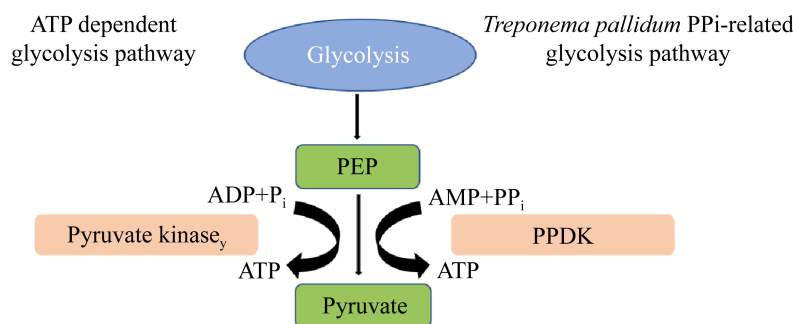 ATP dependent
glycolysis pathway
Glycolysis
Treponema pallidum PPi-related
glycolysis pathway
PEP
ADP+Pi
AMP+PPi
Pyruvate kinasey
PPDK
ATP
ATP
Pyruvate